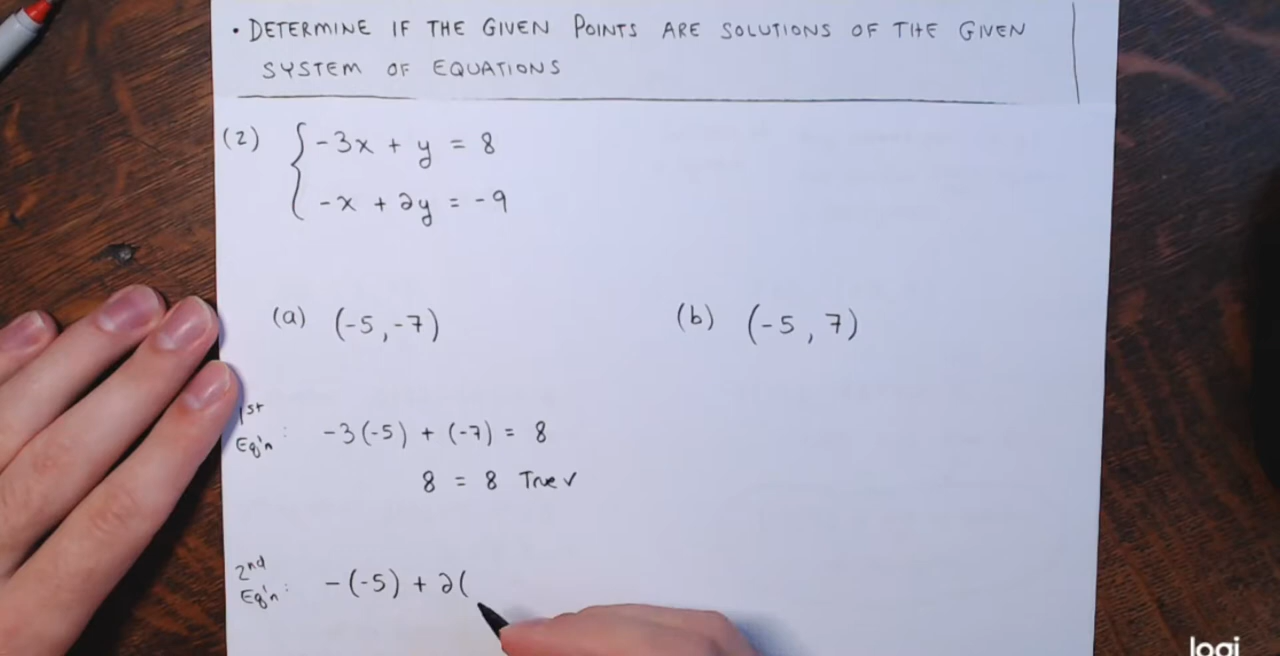 • DETERMINE IF THE GIVEN POINTS ARE SOLUTIONS OF THE GIVEN
SYSTEM OF EQUATIONS
(2) { -3x + y = 8
-x + 2y = -9
(a) (-5, -7)
(b) (-5, 7)
1st
Eq'n: -3(-5) + (-7) = 8
8 = 8 True ✓
2nd
Eq'n: -(-5) + 2(
logi